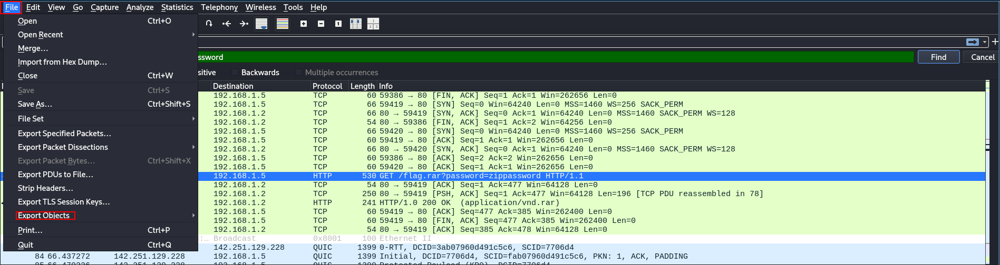 File Edit View Go Capture Analyze Statistics Telephony Wireless Tools Help
Open Ctrl+O
Open Recent
Merge...
Import from Hex Dump...
Close Ctrl+W
Save Ctrl+S
Save As... Ctrl+Shift+S
File Set
Export Specified Packets...
Export Packet Dissections
Export Packet Bytes... Ctrl+Shift+X
Export PDUs to File...
Strip Headers...
Export TLS Session Keys...
Export Objects
Print... Ctrl+P
Quit Ctrl+Q
1
1
2 3
ssword Find Cancel
sitive Backwards Multiple occurrences
Destination Protocol Length Info
192.168.1.5 TCP 60 59386 → 80 [FIN, ACK] Seq=1 Ack=1 Win=262656 Len=0
192.168.1.5 TCP 66 59419 → 80 [SYN] Seq=0 Win=64240 Len=0 MSS=1460 WS=256 SACK_PERM
192.168.1.2 TCP 66 80 → 59419 [SYN, ACK] Seq=0 Ack=1 Win=64240 Len=0 MSS=1460 SACK_PERM WS=128
192.168.1.2 TCP 54 80 → 59386 [FIN, ACK] Seq=1 Ack=2 Win=64256 Len=0
192.168.1.5 TCP 66 59420 → 80 [SYN] Seq=0 Win=64240 Len=0 MSS=1460 WS=256 SACK_PERM
192.168.1.5 TCP 60 59419 → 80 [ACK] Seq=1 Ack=1 Win=262656 Len=0
192.168.1.2 TCP 66 80 → 59420 [SYN, ACK] Seq=0 Ack=1 Win=64240 Len=0 MSS=1460 SACK_PERM WS=128
192.168.1.5 TCP 60 59386 → 80 [ACK] Seq=2 Ack=2 Win=262656 Len=0
192.168.1.5 TCP 60 59420 → 80 [ACK] Seq=1 Ack=1 Win=262656 Len=0
192.168.1.5 HTTP 530 GET /flag.rar?password=zippassword HTTP/1.1
192.168.1.2 TCP 54 80 → 59419 [ACK] Seq=1 Ack=477 Win=64128 Len=0
192.168.1.2 TCP 250 80 → 59419 [PSH, ACK] Seq=1 Ack=477 Win=64128 Len=196 [TCP PDU reassembled in 78]
192.168.1.2 HTTP 241 HTTP/1.0 200 OK (application/vnd.rar)
192.168.1.5 TCP 60 59419 → 80 [ACK] Seq=477 Ack=385 Win=262400 Len=0
192.168.1.5 TCP 60 59419 → 80 [FIN, ACK] Seq=477 Ack=385 Win=262400 Len=0
192.168.1.2 TCP 54 80 → 59419 [ACK] Seq=385 Ack=478 Win=64128 Len=0
:… Broadcast 0x8001 100 Ethernet II
142.251.129.228 QUIC 1399 0-RTT, DCID=3ab07960d491c5c6, SCID=7706d4
84 66.437272 142.251.129.228 192.168.1.5 QUIC 1399 Initial, DCID=7706d4, SCID=fab07960d491c5c6, PKN: 1, ACK, PADDING